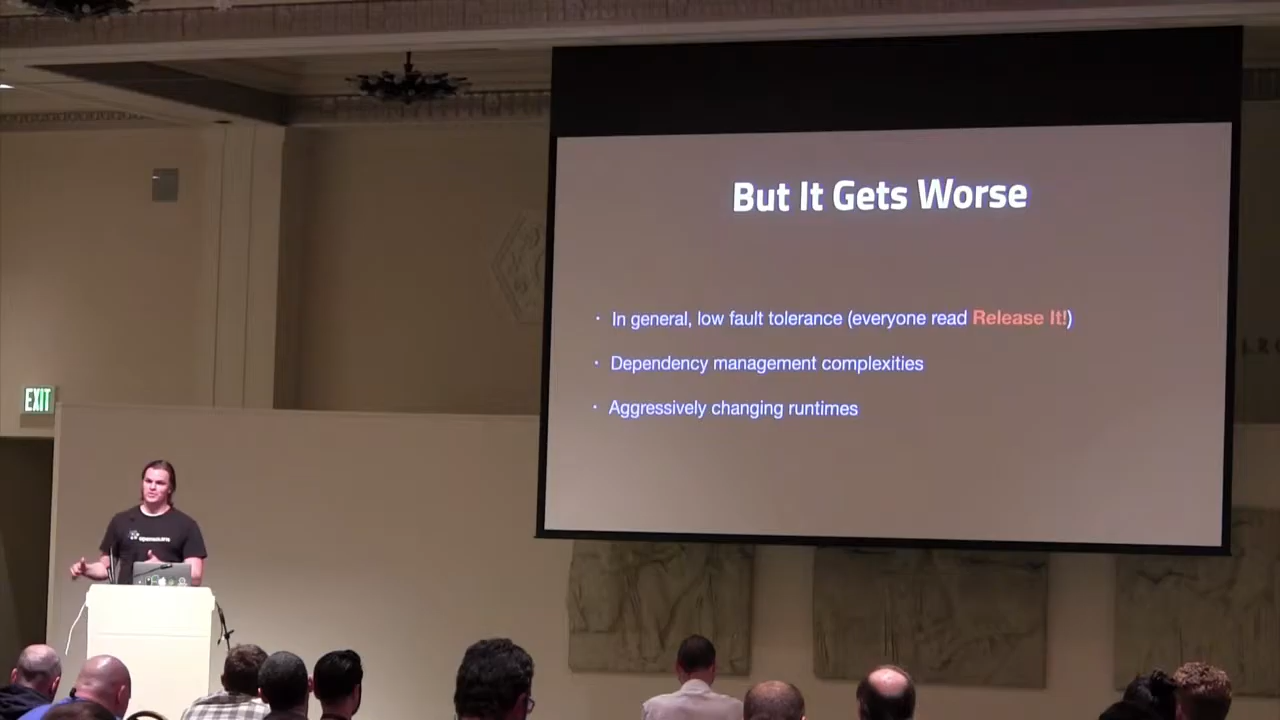 But It Gets Worse
· In general, low fault tolerance (everyone read Release It!)
· Dependency management complexities
· Aggressively changing runtimes
EXIT